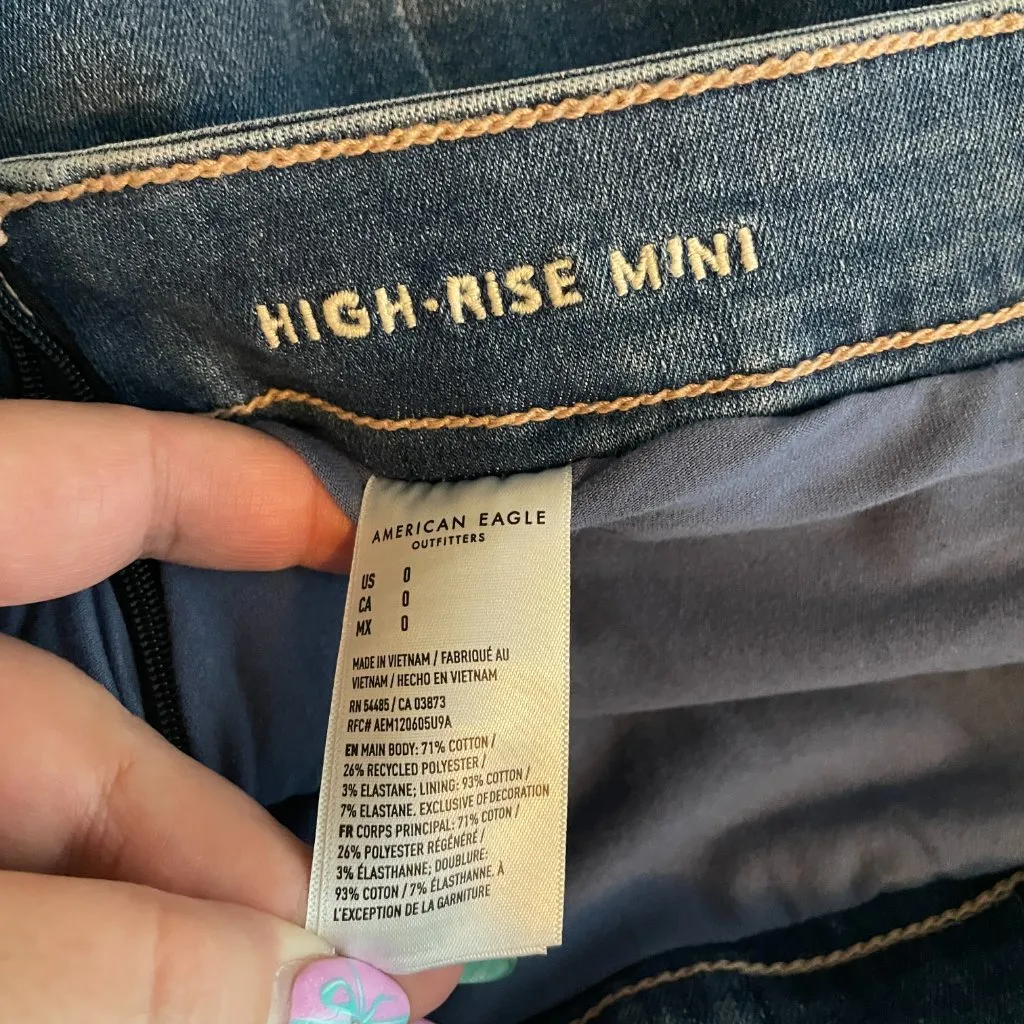 HIGH-RISE MINI
AMERICAN EAGLE
OUTFITTERS
US 0
CA 0
MX 0
MADE IN VIETNAM / FABRIQUÉ AU
VIETNAM / HECHO EN VIETNAM
RN 54485 / CA 03873
RFC# AEM120605U9A
EN MAIN BODY: 71% COTTON /
26% RECYCLED POLYESTER /
3% ELASTANE; LINING: 93% COTTON /
7% ELASTANE. EXCLUSIVE OF DECORATION
FR CORPS PRINCIPAL: 71% COTON /
26% POLYESTER RÉGÉNÉRÉ /
3% ÉLASTHANNE; DOUBLURE:
93% COTON / 7% ÉLASTHANNE. À
L'EXCEPTION DE LA GARNITURE